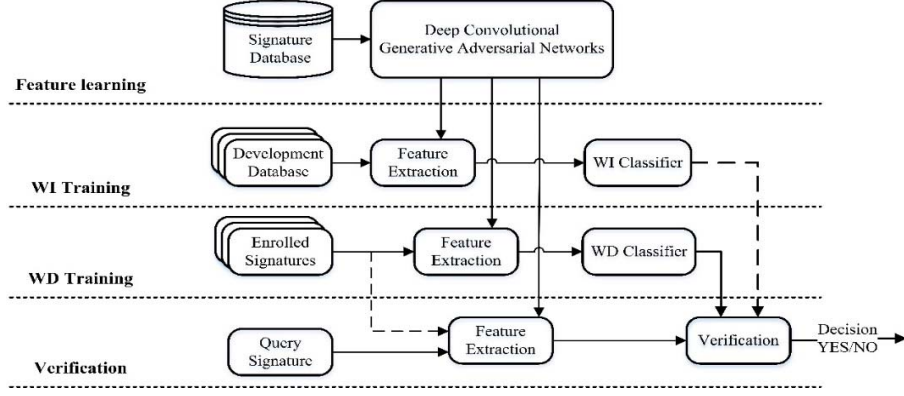 Signature
Database
Deep Convolutional
Generative Adversarial Networks
Feature learning
Development
Database
Feature
Extraction
WI Classifier
WI Training
Enrolled
Signatures
Feature
Extraction
WD Classifier
WD Training
Query
Signature
Feature
Extraction
Verification
Decision
YES/NO
Verification